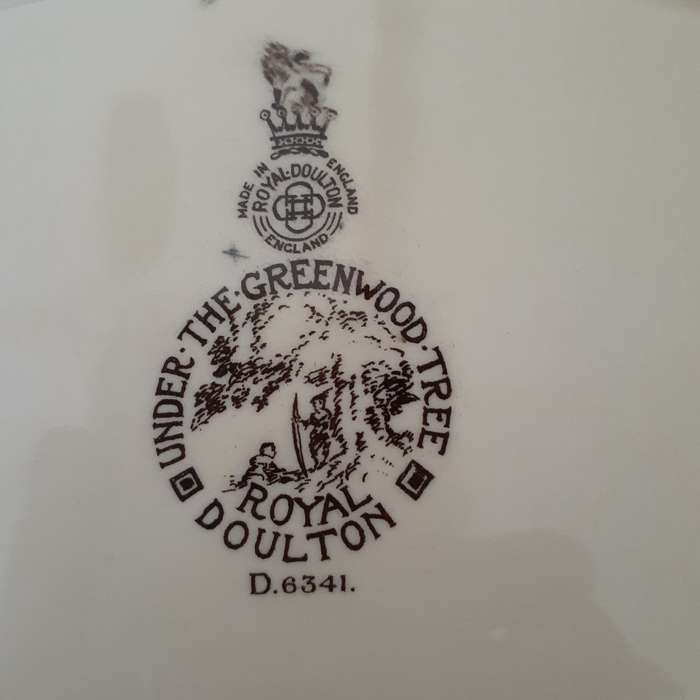 MADE IN ENGLAND
ROYAL·DOULTON
ENGLAND
UNDER·THE·GREENWOOD·TREE
ROYAL
DOULTON
D.6341.